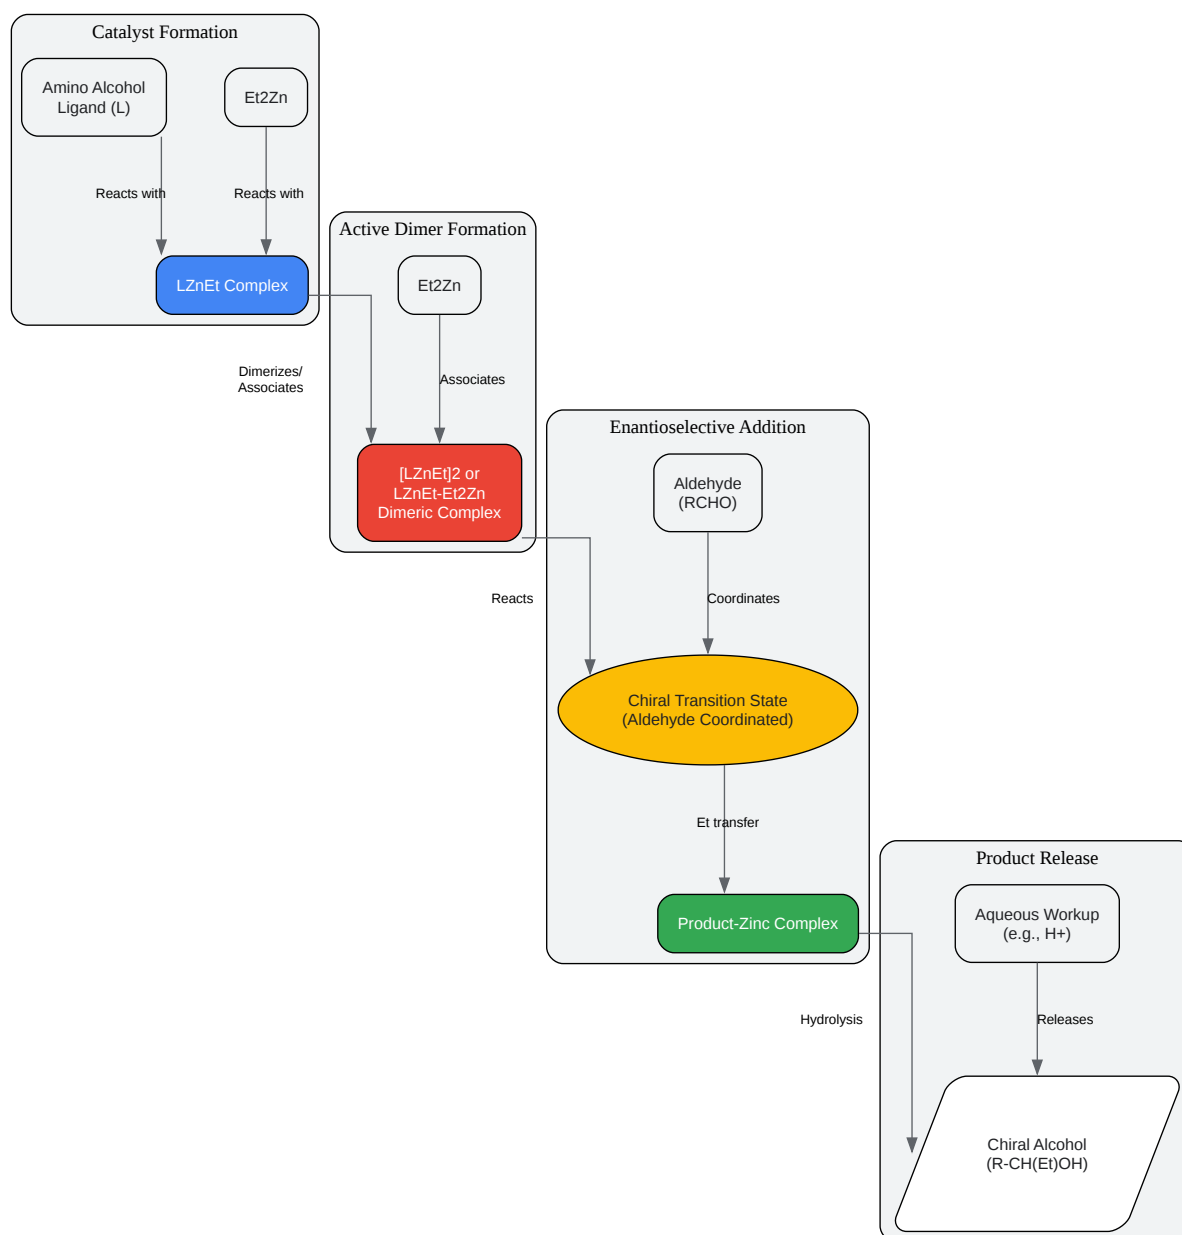 Catalyst Formation
Amino Alcohol
Ligand (L)
Et2Zn
Reacts with
Reacts with
LZnEt Complex
Dimerizes/
Associates
Active Dimer Formation
Et2Zn
Associates
[LZnEt]2 or
LZnEt-Et2Zn
Dimeric Complex
Reacts
Enantioselective Addition
Aldehyde
(RCHO)
Coordinates
Chiral Transition State
(Aldehyde Coordinated)
Et transfer
Product-Zinc Complex
Hydrolysis
Product Release
Aqueous Workup
(e.g., H+)
Releases
Chiral Alcohol
(R-CH(Et)OH)